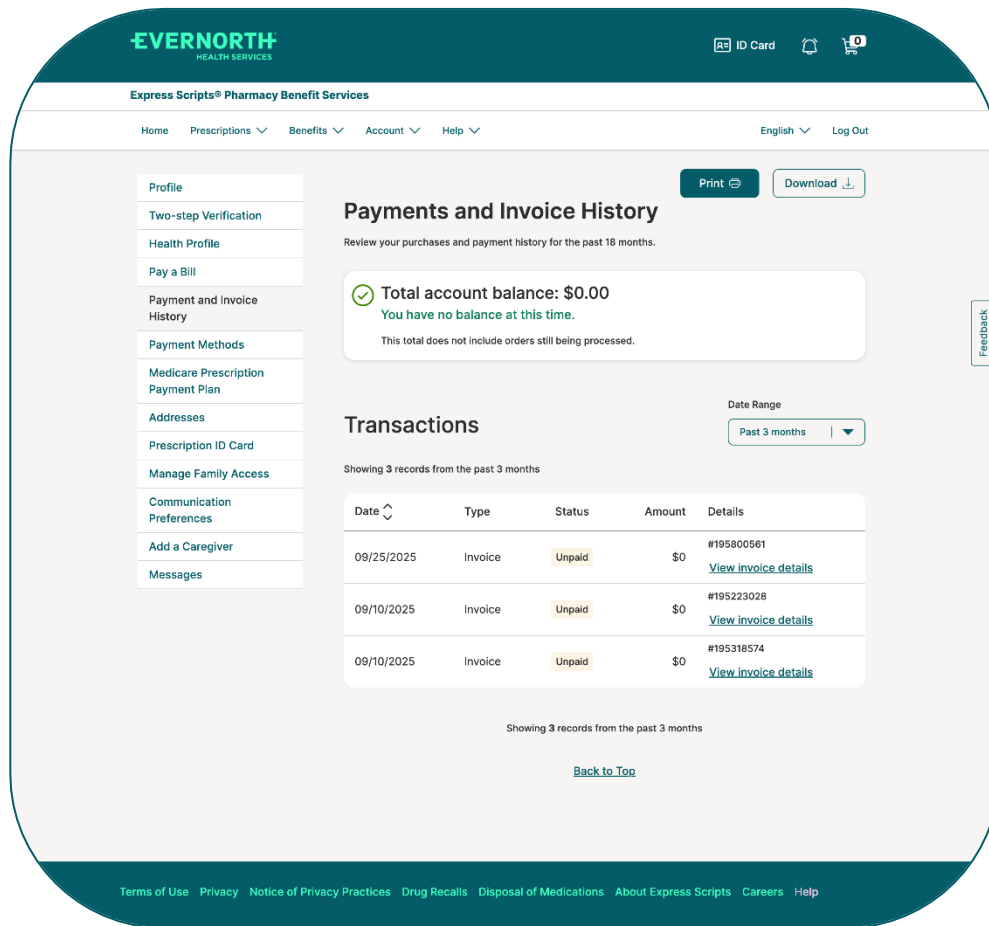 EVERNORTH
HEALTH SERVICES
ID Card
0
Express Scripts® Pharmacy Benefit Services
Home
Prescriptions
Benefits
Account
Help
English
Log Out
Profile
Two-step Verification
Health Profile
Pay a Bill
Payment and Invoice
History
Payment Methods
Medicare Prescription
Payment Plan
Addresses
Prescription ID Card
Manage Family Access
Communication
Preferences
Add a Caregiver
Messages
Print
Download
Payments and Invoice History
Review your purchases and payment history for the past 18 months.
Total account balance: $0.00
You have no balance at this time.
This total does not include orders still being processed.
Feedback
Transactions
Date Range
Past 3 months
Showing 3 records from the past 3 months
Date Type Status Amount Details
09/25/2025 Invoice Unpaid $0 #195800561
View invoice details
09/10/2025 Invoice Unpaid $0 #195223028
View invoice details
09/10/2025 Invoice Unpaid $0 #195318574
View invoice details
Showing 3 records from the past 3 months
Back to Top
Terms of Use Privacy Notice of Privacy Practices Drug Recalls Disposal of Medications About Express Scripts Careers Help